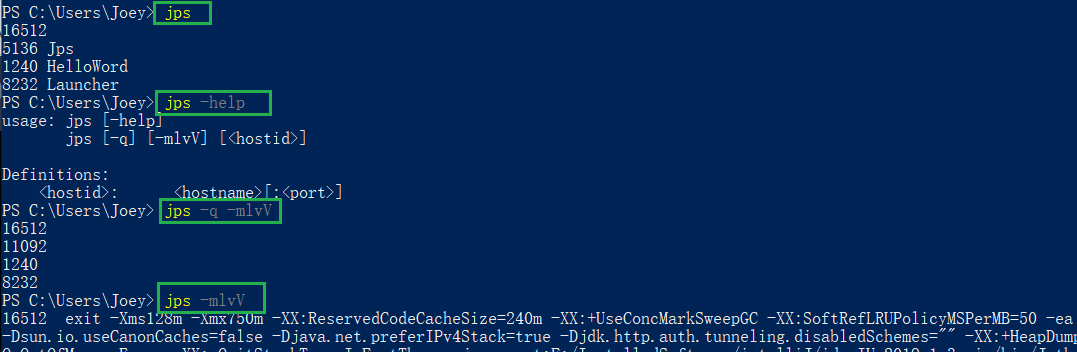 PS C:\Users\Joey> jps
16512
5136 Jps
1240 HelloWord
8232 Launcher
PS C:\Users\Joey> jps -help
usage: jps [-help]
       jps [-q] [-mlvV] [<hostid>]
Definitions:
    <hostid>:      <hostname>[:<port>]
PS C:\Users\Joey> jps -q -mlvV
16512
11092
1240
8232
PS C:\Users\Joey> jps -mlvV
16512  exit -Xms128m -Xmx750m -XX:ReservedCodeCacheSize=240m -XX:+UseConcMarkSweepGC -XX:SoftRefLRUPolicyMSPerMB=50 -ea
-Dsun.io.useCanonCaches=false -Djava.net.preferIPv4Stack=true -Djdk.http.auth.tunneling.disabledSchemes="" -XX:+HeapDump